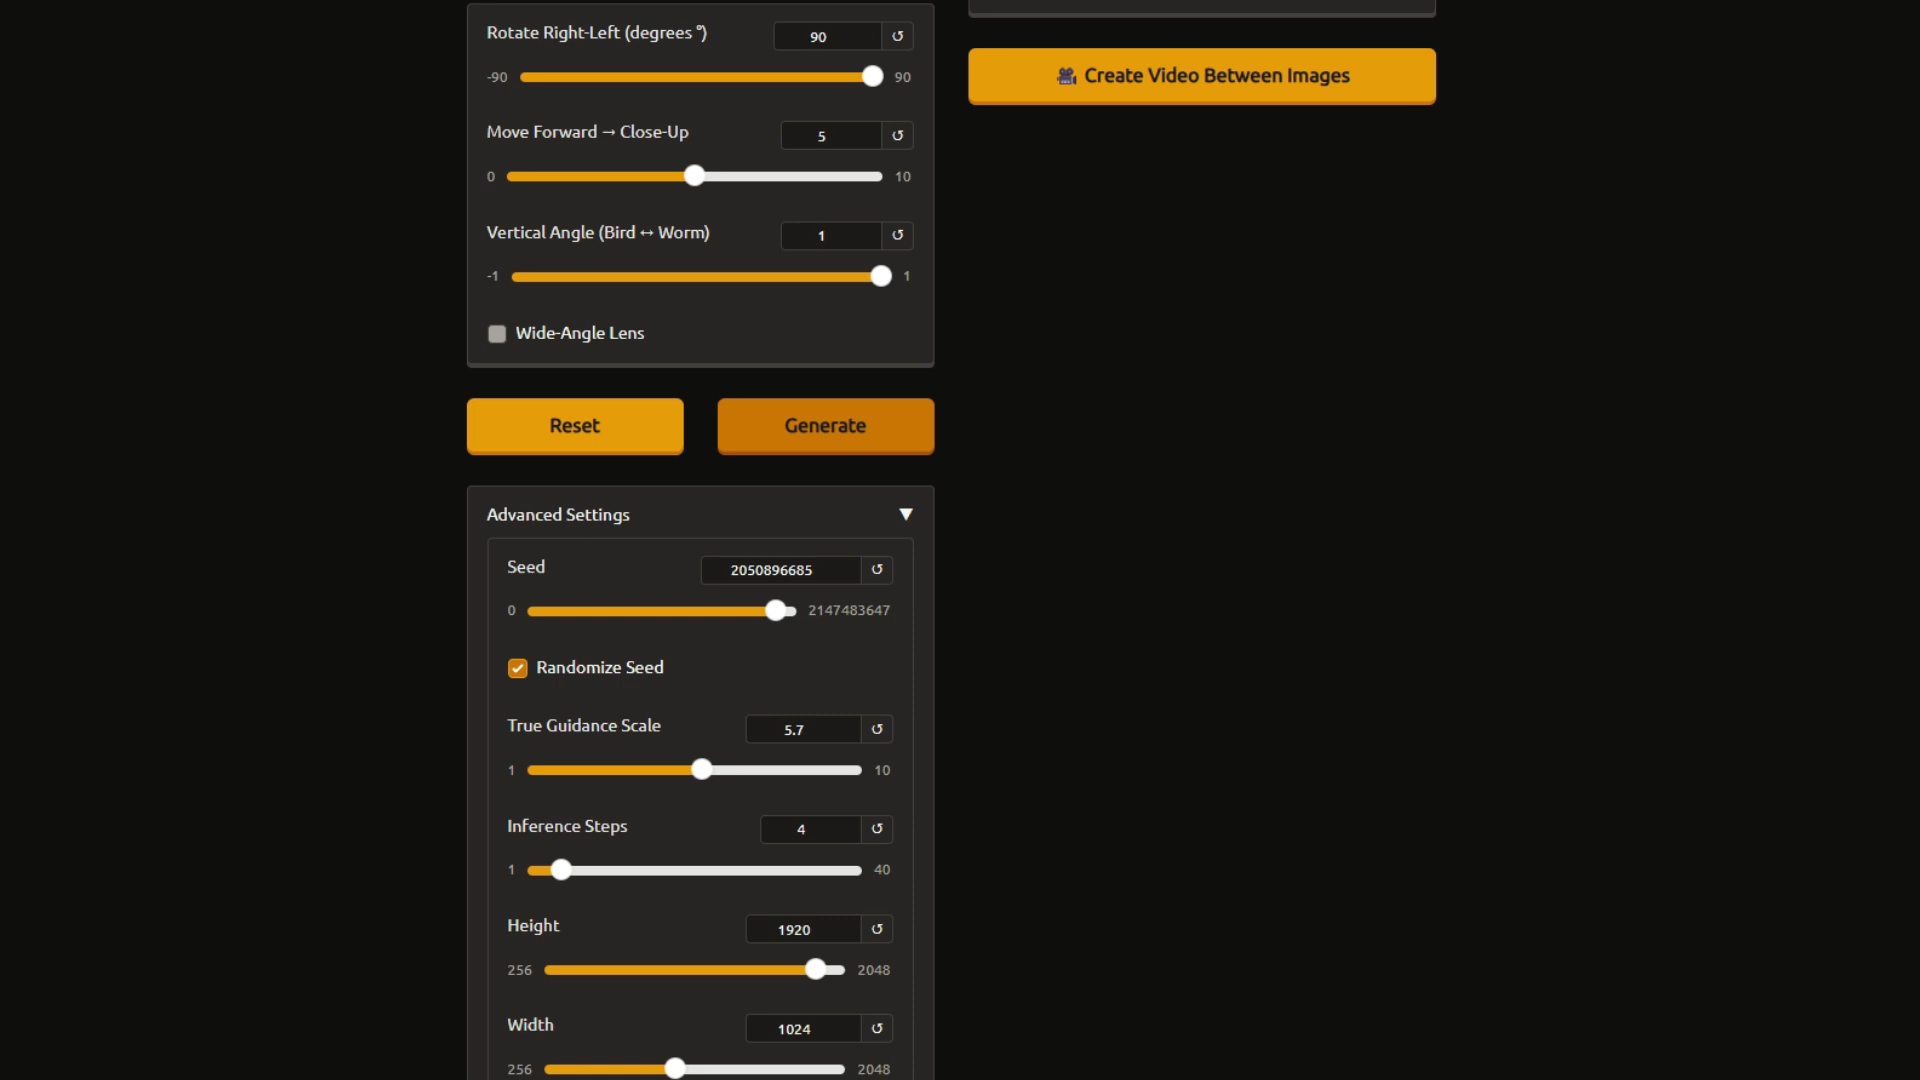 Rotate Right-Left (degrees °) 90 ↺
-90 90
Move Forward → Close-Up 5 ↺
0 10
Vertical Angle (Bird ↔ Worm) 1 ↺
-1 1
Wide-Angle Lens
Reset Generate
Advanced Settings ▼
Seed 2050896685 ↺
0 2147483647
Randomize Seed
True Guidance Scale 5.7 ↺
1 10
Inference Steps 4 ↺
1 40
Height 1920 ↺
256 2048
Width 1024 ↺
256 2048
🎥 Create Video Between Images